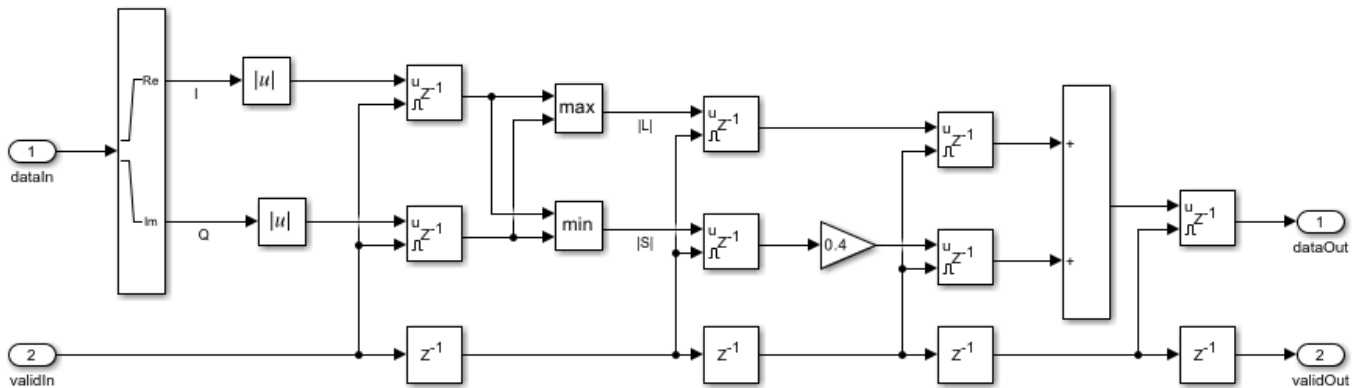 Re
I
|u|
u
Z⁻¹
max
|L|
u
Z⁻¹
u
Z⁻¹
+
1
dataIn
Im
Q
|u|
u
Z⁻¹
min
|S|
u
Z⁻¹
0.4
u
Z⁻¹
+
u
Z⁻¹
1
dataOut
2
validIn
Z⁻¹
Z⁻¹
Z⁻¹
Z⁻¹
2
validOut